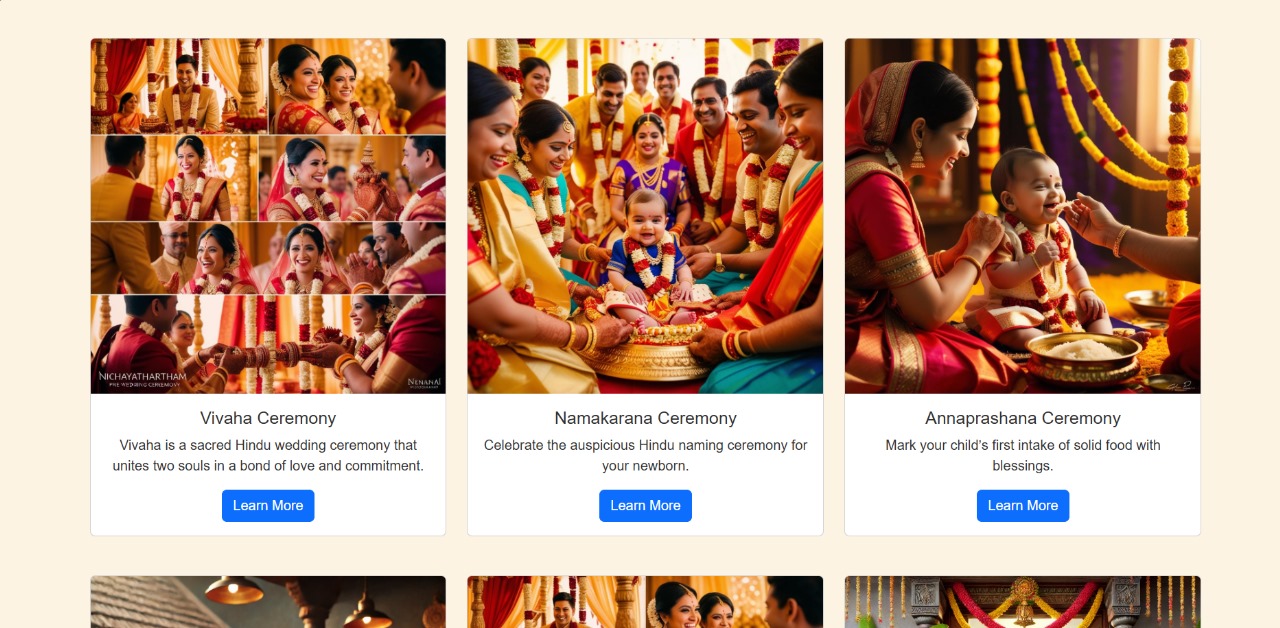 NICHAYATHARTHAM
PRE WEDDING CEREMONY
Vivaha Ceremony
Vivaha is a sacred Hindu wedding ceremony that
unites two souls in a bond of love and commitment.
Learn More
Namakarana Ceremony
Celebrate the auspicious Hindu naming ceremony for
your newborn.
Learn More
Annaprashana Ceremony
Mark your child's first intake of solid food with
blessings.
Learn More